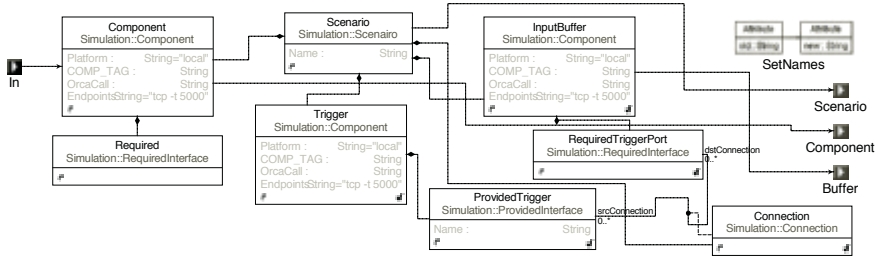 In
Component
Simulation::Component
Platform : String="local"
COMP_TAG : String
OrcaCall : String
EndpointsString="tcp -t 5000"
Required
Simulation::RequiredInterface
Scenario
Simulation::Scenairo
Name : String
Trigger
Simulation::Component
Platform : String="local"
COMP_TAG : String
OrcaCall : String
EndpointsString="tcp -t 5000"
InputBuffer
Simulation::Component
Platform : String="local"
COMP_TAG : String
OrcaCall : String
EndpointsString="tcp -t 5000"
RequiredTriggerPort
Simulation::RequiredInterface
dstConnection
0..*
ProvidedTrigger
Simulation::ProvidedInterface
Name : String
srcConnection
0..*
Connection
Simulation::Connection
Attribute Attribute
old : String new : String
SetNames
Scenario
Component
Buffer